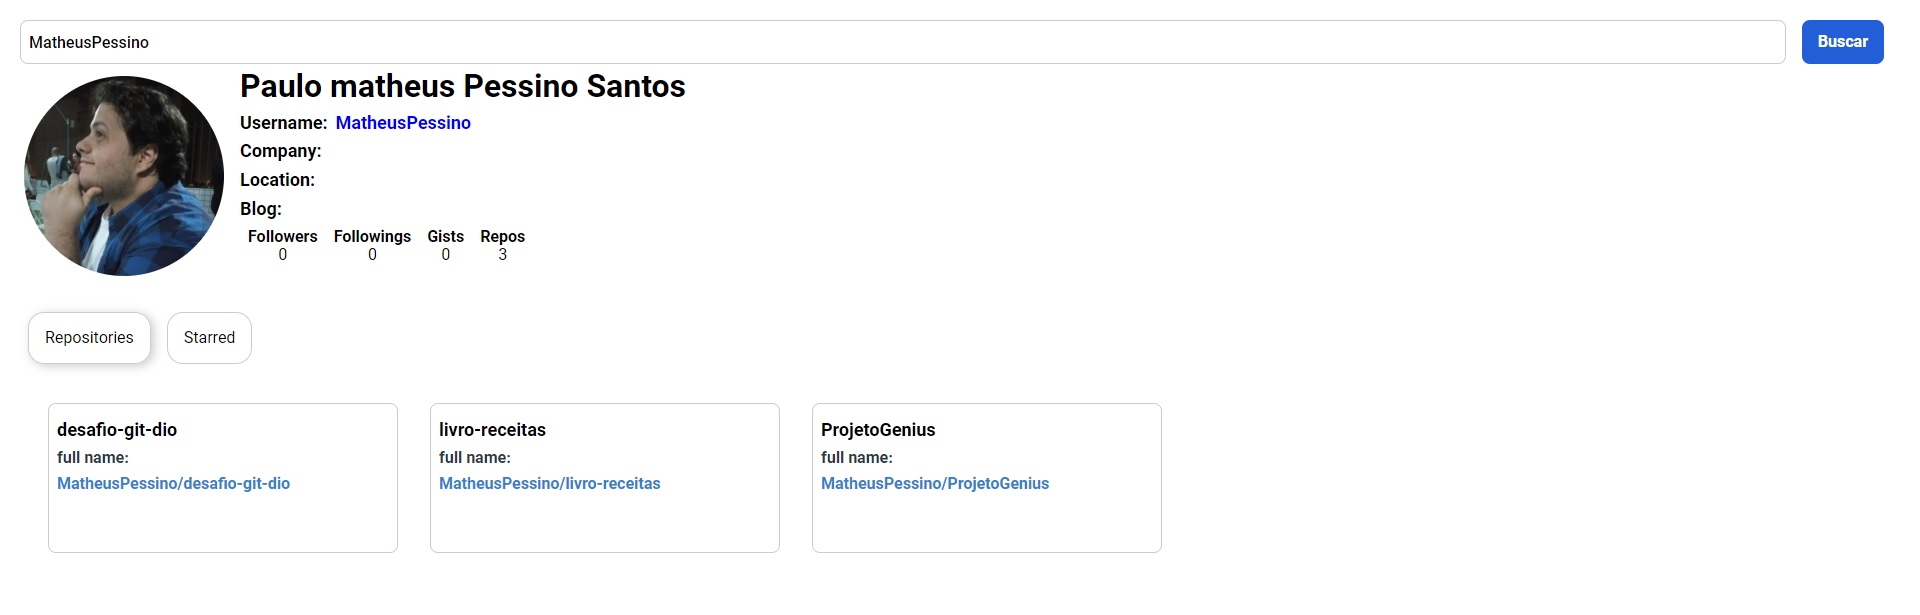 MatheusPessino
Buscar
Paulo matheus Pessino Santos
Username: MatheusPessino
Company:
Location:
Blog:
Followers Followings Gists Repos
0 0 0 3
Repositories Starred
desafio-git-dio
full name:
MatheusPessino/desafio-git-dio
livro-receitas
full name:
MatheusPessino/livro-receitas
ProjetoGenius
full name:
MatheusPessino/ProjetoGenius